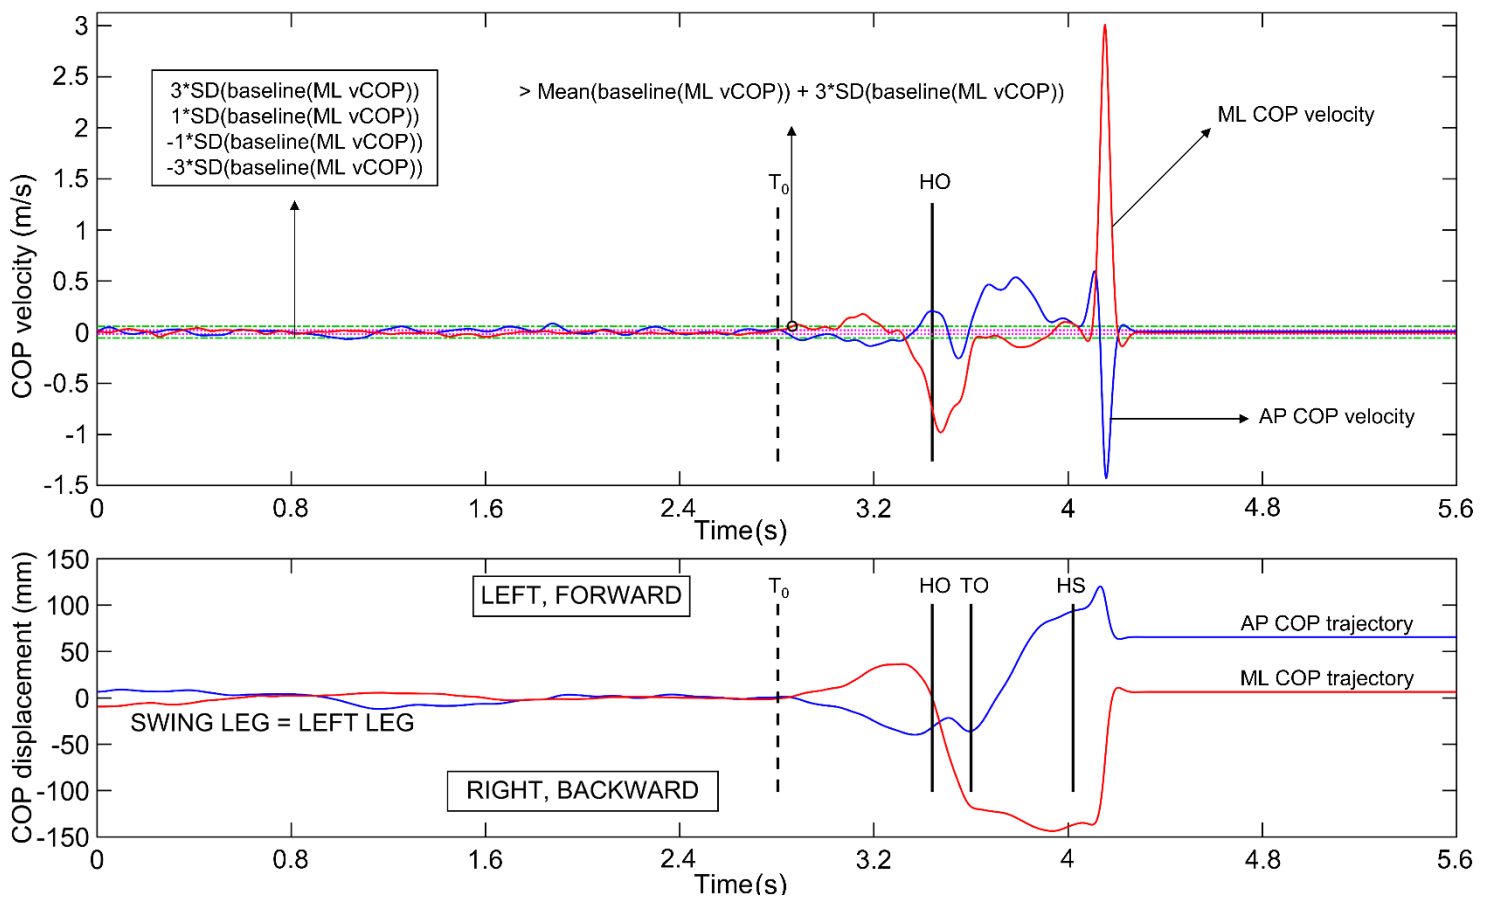 3
2.5
2
1.5
1
0.5
0
-0.5
-1
-1.5
COP velocity (m/s)
3*SD(baseline(ML vCOP))
1*SD(baseline(ML vCOP))
-1*SD(baseline(ML vCOP))
-3*SD(baseline(ML vCOP))
> Mean(baseline(ML vCOP)) + 3*SD(baseline(ML vCOP))
T₀
HO
ML COP velocity
AP COP velocity
0 0.8 1.6 2.4 3.2 4 4.8 5.6
Time(s)
150
100
50
0
-50
-100
-150
COP displacement (mm)
LEFT, FORWARD
T₀
HO TO HS
AP COP trajectory
ML COP trajectory
SWING LEG = LEFT LEG
RIGHT, BACKWARD
0 0.8 1.6 2.4 3.2 4 4.8 5.6
Time(s)